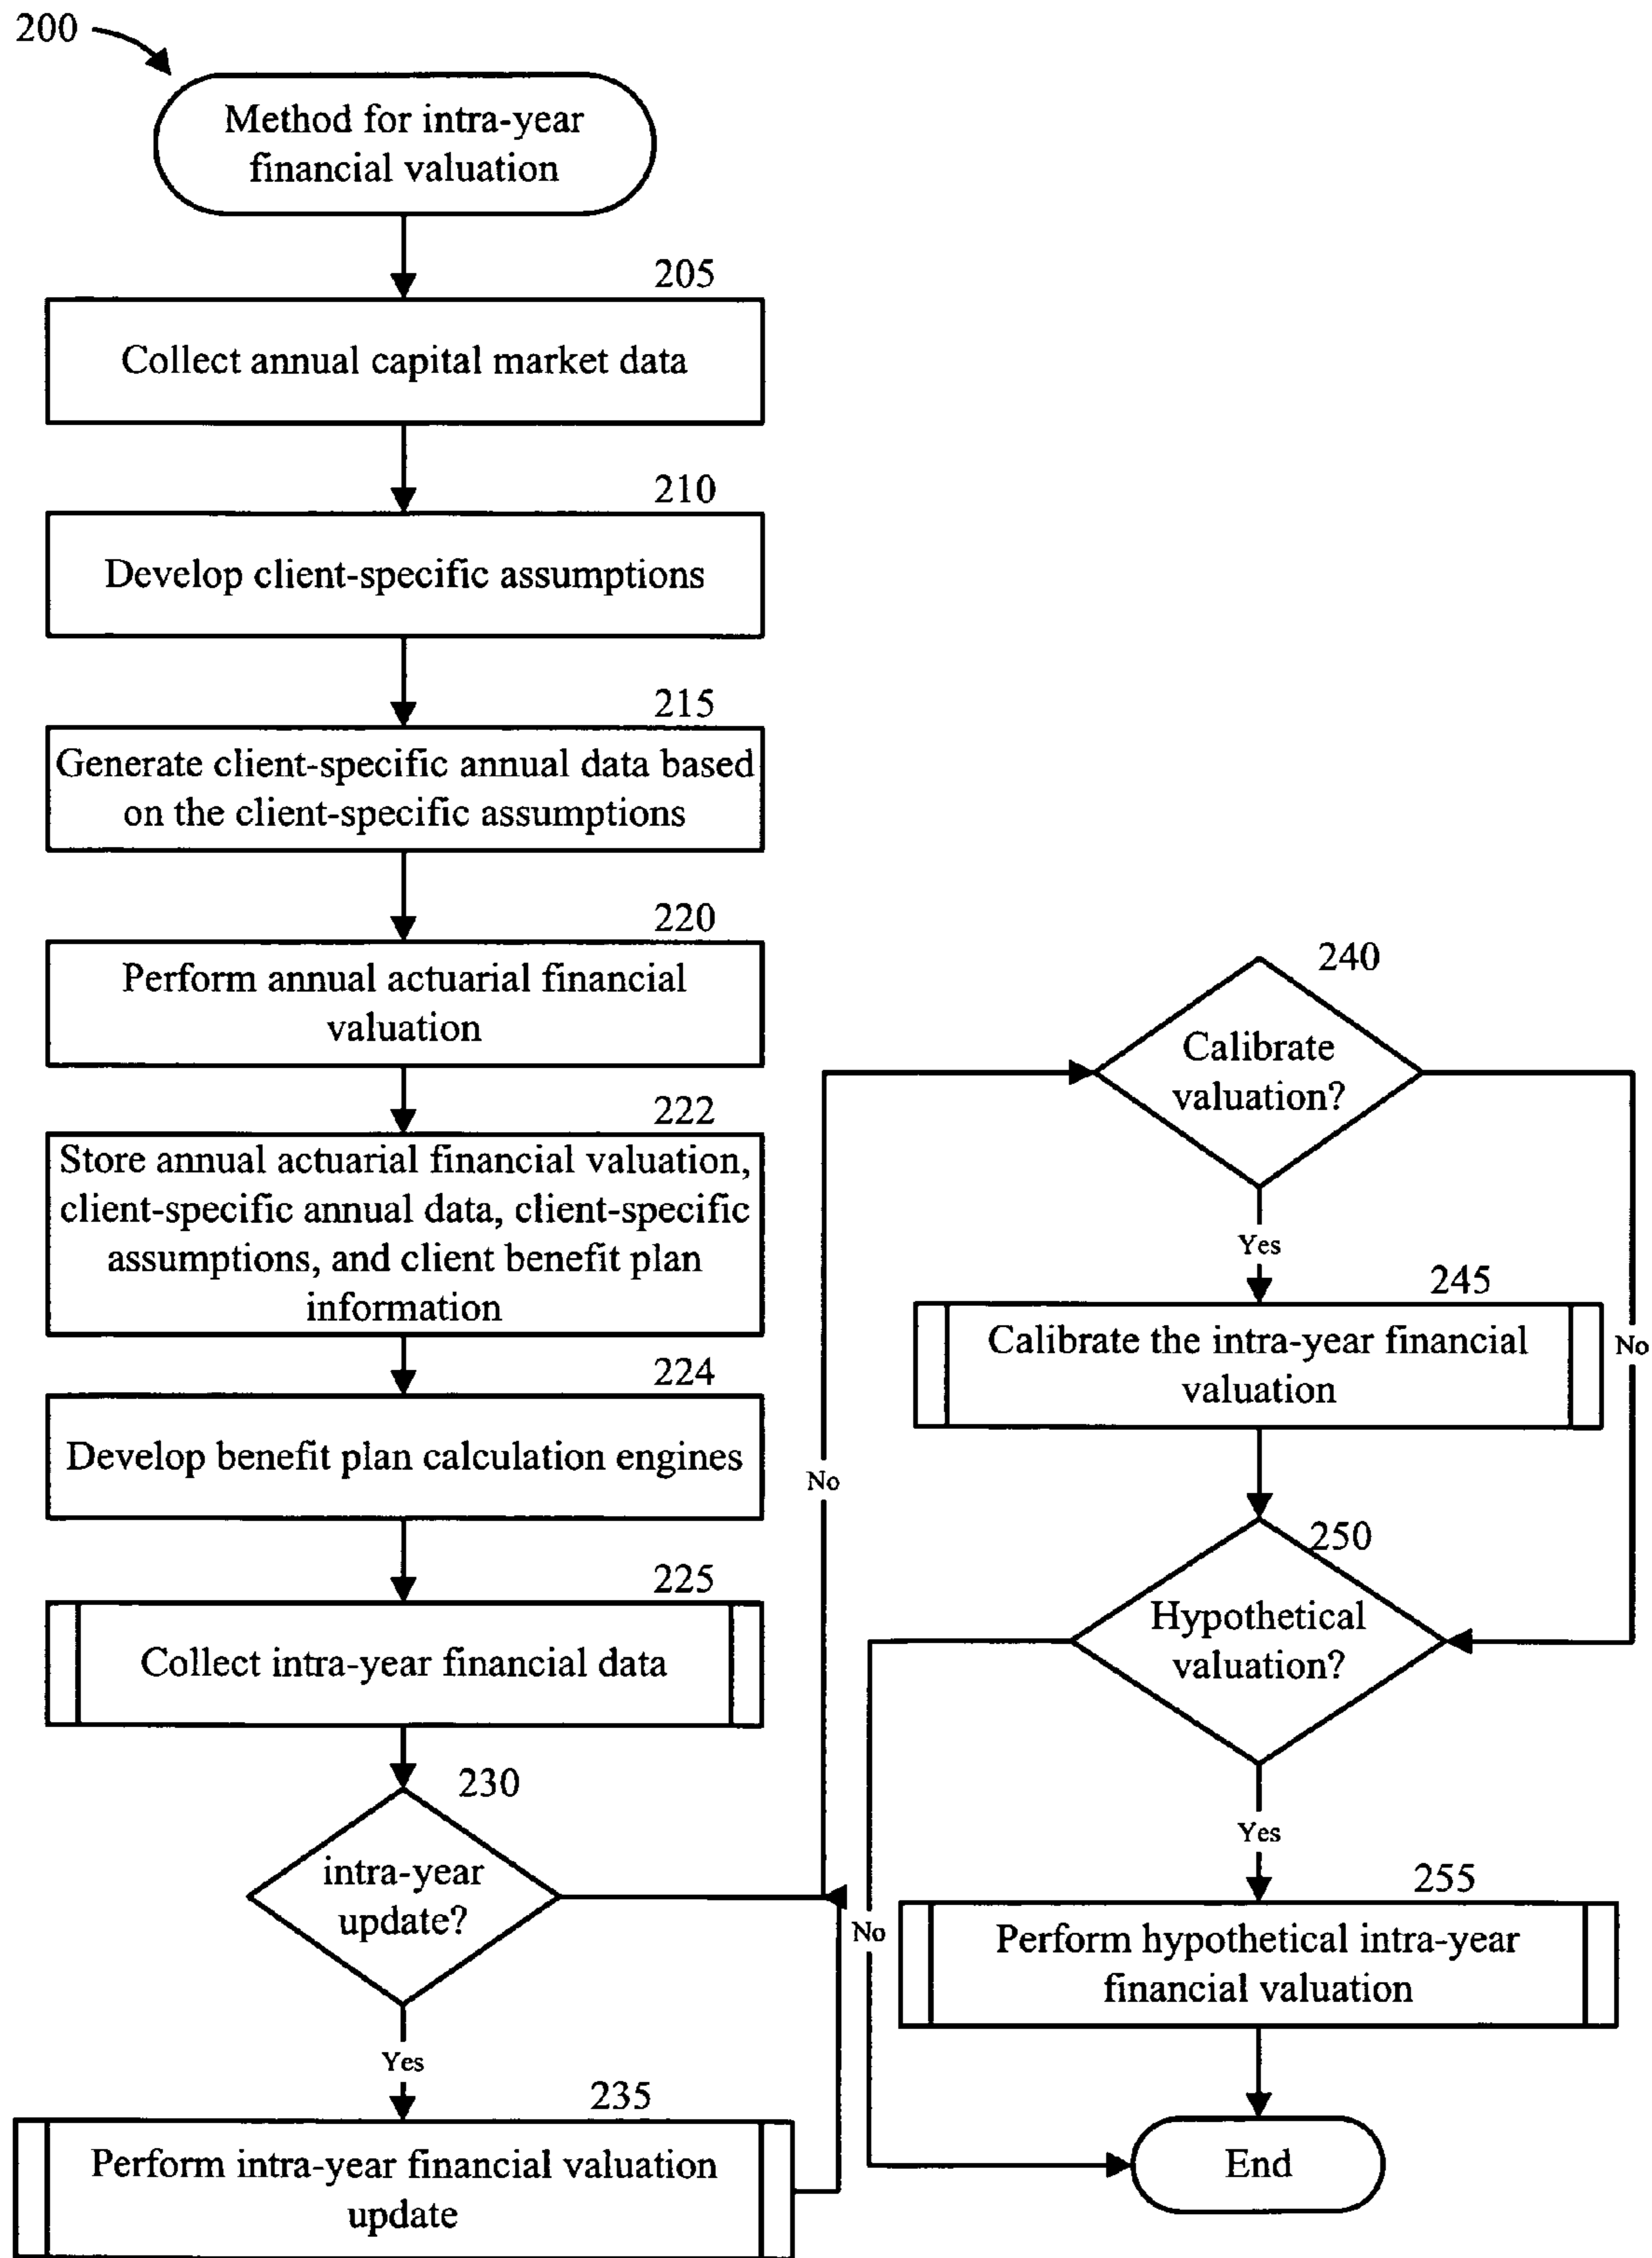 200
Method for intra-year
financial valuation
205
Collect annual capital market data
210
Develop client-specific assumptions
215
Generate client-specific annual data based
on the client-specific assumptions
220
Perform annual actuarial financial
valuation
222
Store annual actuarial financial valuation,
client-specific annual data, client-specific
assumptions, and client benefit plan
information
224
Develop benefit plan calculation engines
225
Collect intra-year financial data
230
intra-year
update?
No
Yes
235
Perform intra-year financial valuation
update
240
Calibrate
valuation?
Yes
No
245
Calibrate the intra-year financial
valuation
250
Hypothetical
valuation?
Yes
No
255
Perform hypothetical intra-year
financial valuation
End